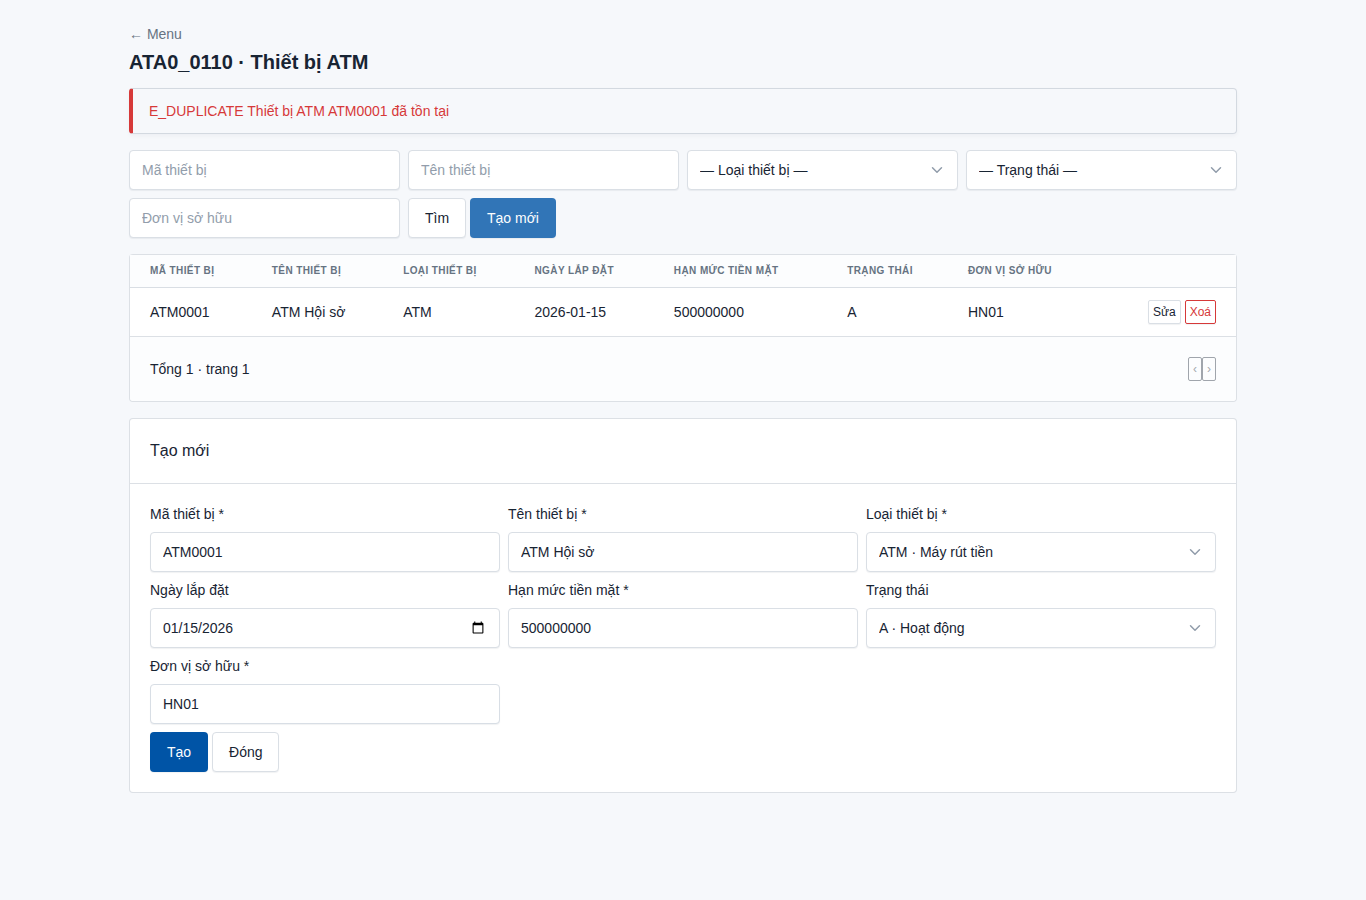 ← Menu
ATA0_0110 · Thiết bị ATM
E_DUPLICATE Thiết bị ATM ATM0001 đã tồn tại
Mã thiết bị Tên thiết bị — Loại thiết bị — — Trạng thái —
Đơn vị sở hữu Tìm Tạo mới
MÃ THIẾT BỊ TÊN THIẾT BỊ LOẠI THIẾT BỊ NGÀY LẮP ĐẶT HẠN MỨC TIỀN MẶT TRẠNG THÁI ĐƠN VỊ SỞ HỮU
ATM0001 ATM Hội sở ATM 2026-01-15 500000000 A HN01 Sửa Xoá
Tổng 1 · trang 1 ‹ ›
Tạo mới
Mã thiết bị * Tên thiết bị * Loại thiết bị *
ATM0001 ATM Hội sở ATM · Máy rút tiền
Ngày lắp đặt Hạn mức tiền mặt * Trạng thái
01/15/2026 500000000 A · Hoạt động
Đơn vị sở hữu *
HN01
Tạo Đóng